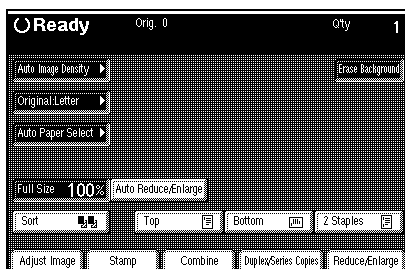 Ready Orig. 0 Q'ty 1
Auto Image Density Erase Background
Original:Letter
Auto Paper Select
Full Size 100% Auto Reduce/Enlarge
Sort Top Bottom 2 Staples
Adjust Image Stamp Combine Duplex/Series Copies Reduce/Enlarge